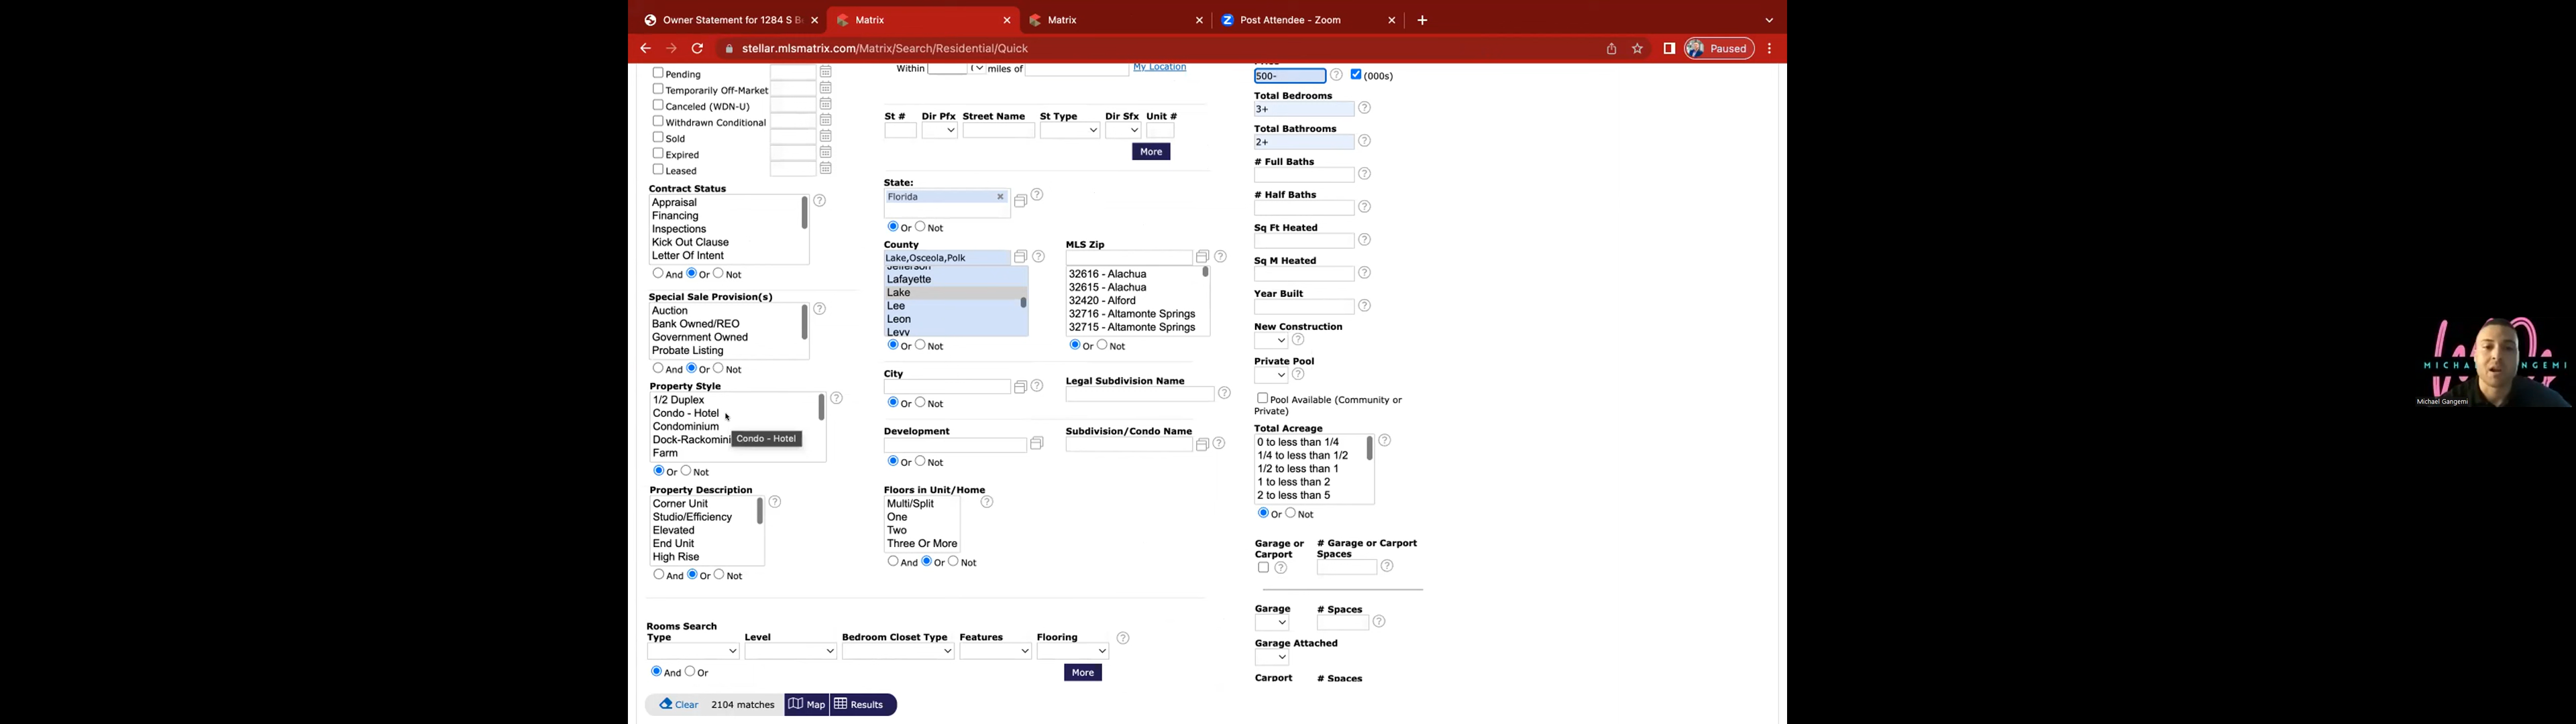 Owner Statement for 1284 S B
Matrix
Matrix
Post Attendee - Zoom
stellar.mlsmatrix.com/Matrix/Search/Residential/Quick
Paused
Pending
Temporarily Off-Market
Canceled (WDN-U)
Withdrawn Conditional
Sold
Expired
Leased
Contract Status
Appraisal
Financing
Inspections
Kick Out Clause
Letter Of Intent
And Or Not
Special Sale Provision(s)
Auction
Bank Owned/REO
Government Owned
Probate Listing
And Or Not
Property Style
1/2 Duplex
Condo - Hotel
Condominium
Dock-Rackomini
Condo - Hotel
Farm
Or Not
Property Description
Corner Unit
Studio/Efficiency
Elevated
End Unit
High Rise
And Or Not
Within ( miles of My Location
St # Dir Pfx Street Name St Type Dir Sfx Unit #
More
State:
Florida
Or Not
County
Lake,Osceola,Polk
Jefferson
Lafayette
Lake
Lee
Leon
Levy
Or Not
MLS Zip
32616 - Alachua
32615 - Alachua
32420 - Alford
32716 - Altamonte Springs
32715 - Altamonte Springs
Or Not
City
Or Not
Legal Subdivision Name
Development
Or Not
Subdivision/Condo Name
Floors in Unit/Home
Multi/Split
One
Two
Three Or More
And Or Not
500- (000s)
Total Bedrooms
3+
Total Bathrooms
2+
# Full Baths
# Half Baths
Sq Ft Heated
Sq M Heated
Year Built
New Construction
Private Pool
Pool Available (Community or
Private)
Total Acreage
0 to less than 1/4
1/4 to less than 1/2
1/2 to less than 1
1 to less than 2
2 to less than 5
Or Not
Garage or
Carport
# Garage or Carport
Spaces
Garage # Spaces
Garage Attached
Carport # Spaces
Rooms Search
Type Level Bedroom Closet Type Features Flooring
And Or
More
Clear 2104 matches Map Results
Michael Gangemi